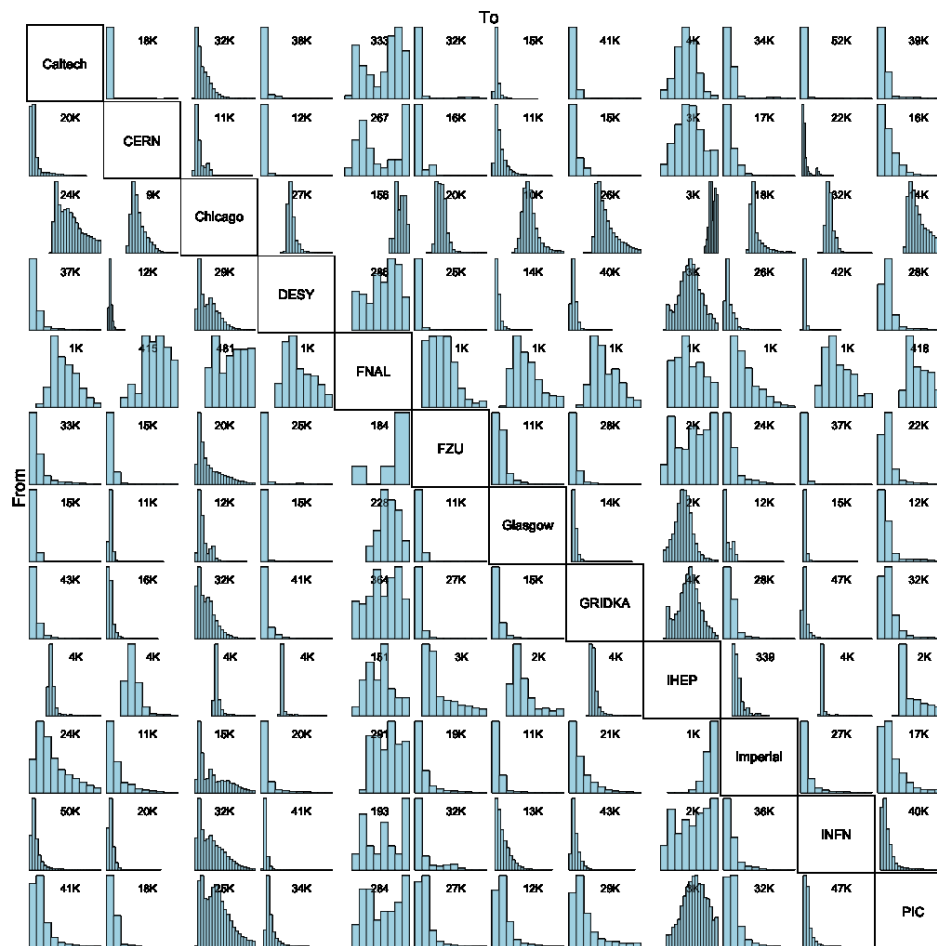 To
18K 32K 38K 333 32K 15K 41K 4K 34K 52K 39K
Caltech
20K 11K 12K 267 16K 11K 15K 3K 17K 22K 16K
CERN
24K 9K 27K 156 20K 10K 26K 3K 18K 32K 14K
Chicago
37K 12K 29K 25K 14K 40K 3K 26K 42K 28K
DESY
1K 415 481 1K 1K 1K 1K 1K 1K 1K 418
FNAL
33K 15K 20K 25K 184 11K 28K 2K 24K 37K 22K
FZU
From
15K 11K 12K 15K 228 11K 14K 2K 12K 15K 12K
Glasgow
43K 16K 32K 41K 364 27K 15K 4K 28K 47K 32K
GRIDKA
4K 4K 4K 4K 151 3K 2K 4K 339 4K 2K
IHEP
24K 11K 15K 20K 291 19K 11K 21K 1K 27K 17K
Imperial
50K 20K 32K 41K 193 32K 13K 43K 2K 36K 40K
INFN
41K 18K 25K 34K 284 27K 12K 29K 32K 47K
PIC